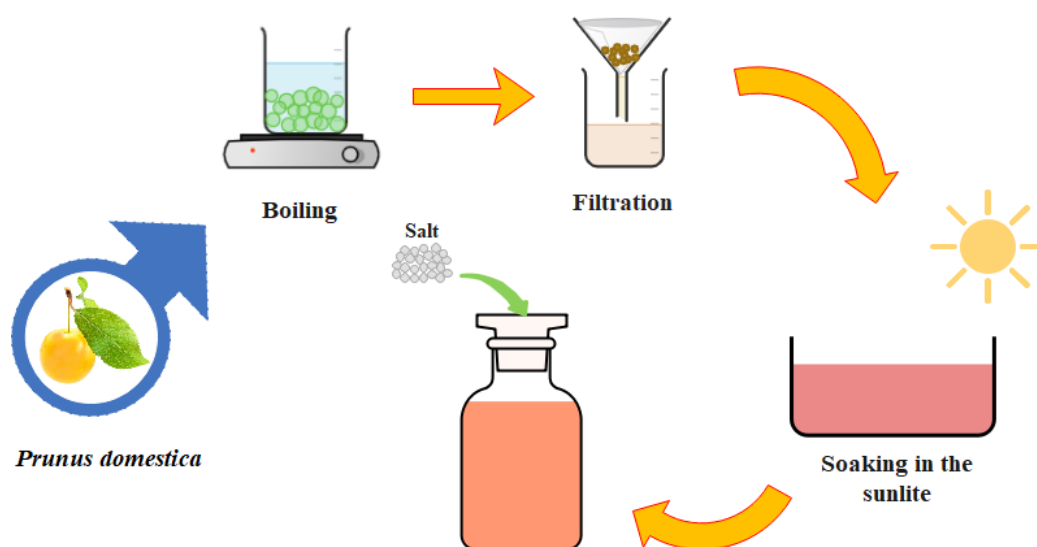 Boiling
Filtration
Salt
Prunus domestica
Soaking in the
sunlite